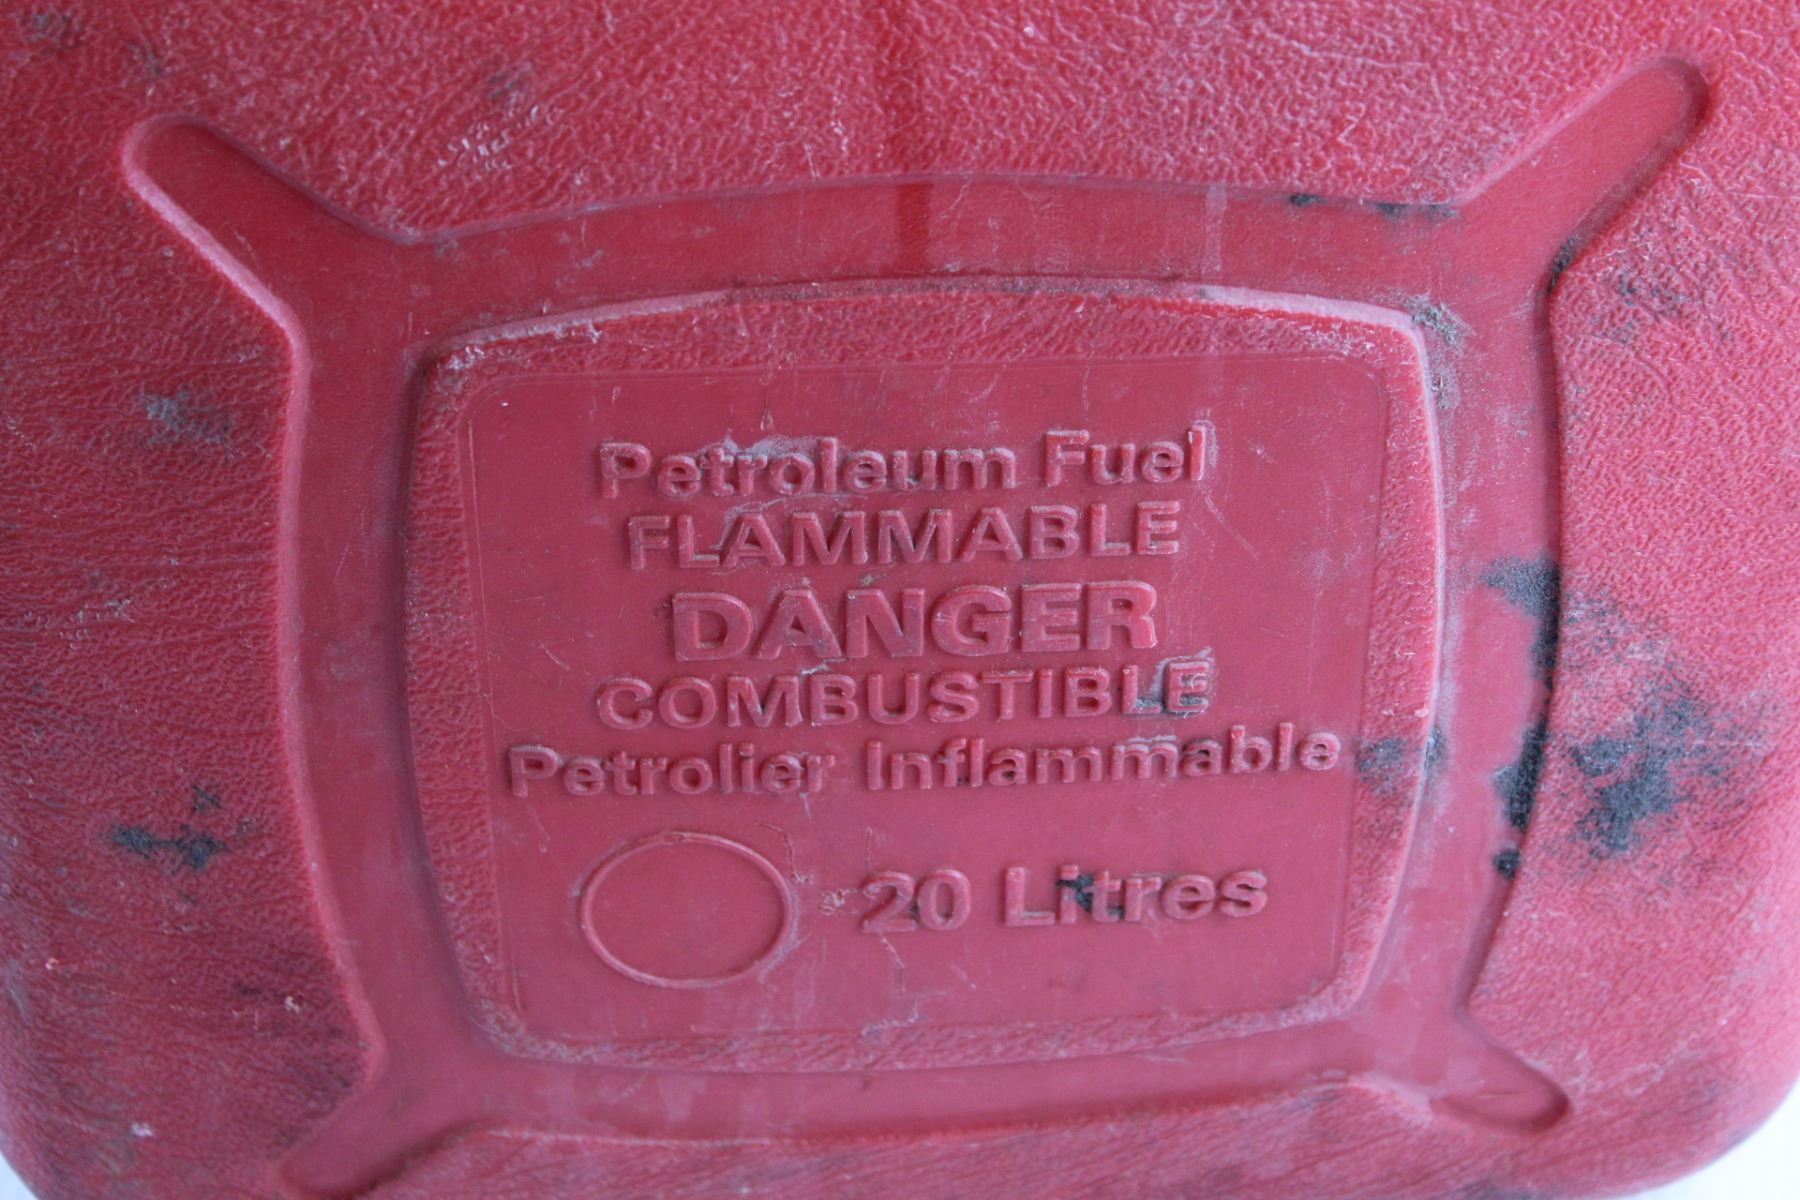 Petroleum Fuel
FLAMMABLE
DANGER
COMBUSTIBLE
Petrolier Inflammable
20 Litres